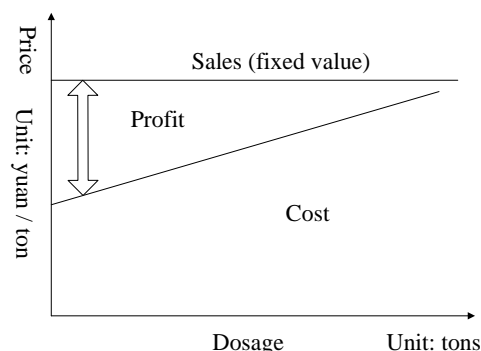 Price Unit: yuan / ton
Sales (fixed value)
Profit
Cost
Dosage Unit: tons